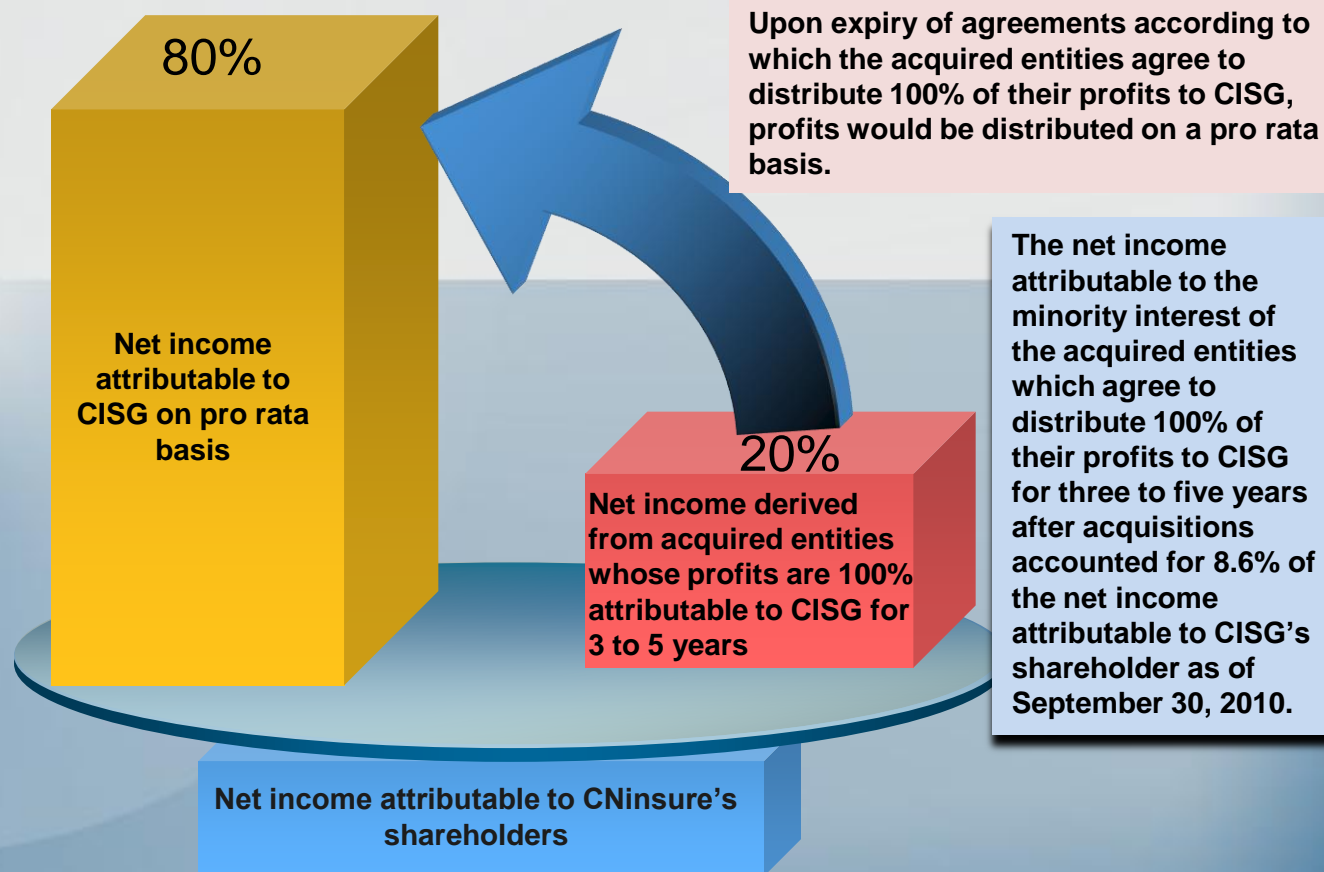 80%
Net income
attributable to
CISG on pro rata
basis
Upon expiry of agreements according to
which the acquired entities agree to
distribute 100% of their profits to CISG,
profits would be distributed on a pro rata
basis.
20%
Net income derived
from acquired entities
whose profits are 100%
attributable to CISG for
3 to 5 years
The net income
attributable to the
minority interest of
the acquired entities
which agree to
distribute 100% of
their profits to CISG
for three to five years
after acquisitions
accounted for 8.6% of
the net income
attributable to CISG’s
shareholder as of
September 30, 2010.
Net income attributable to CNinsure’s
shareholders